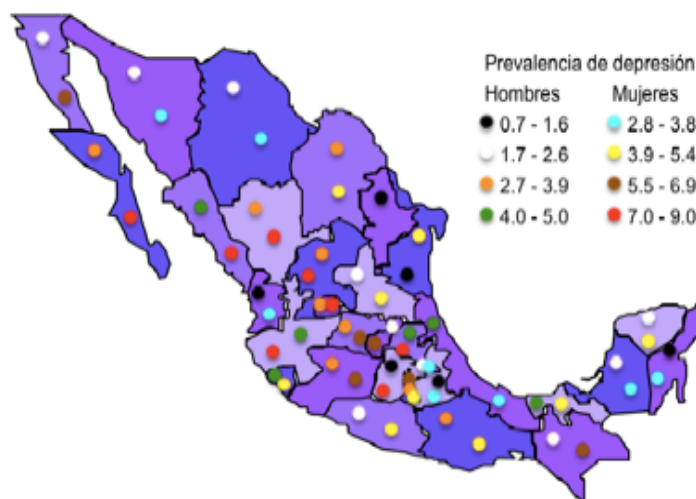 Prevalencia de depresión
Hombres Mujeres
0.7 - 1.6 2.8 - 3.8
1.7 - 2.6 3.9 - 5.4
2.7 - 3.9 5.5 - 6.9
4.0 - 5.0 7.0 - 9.0